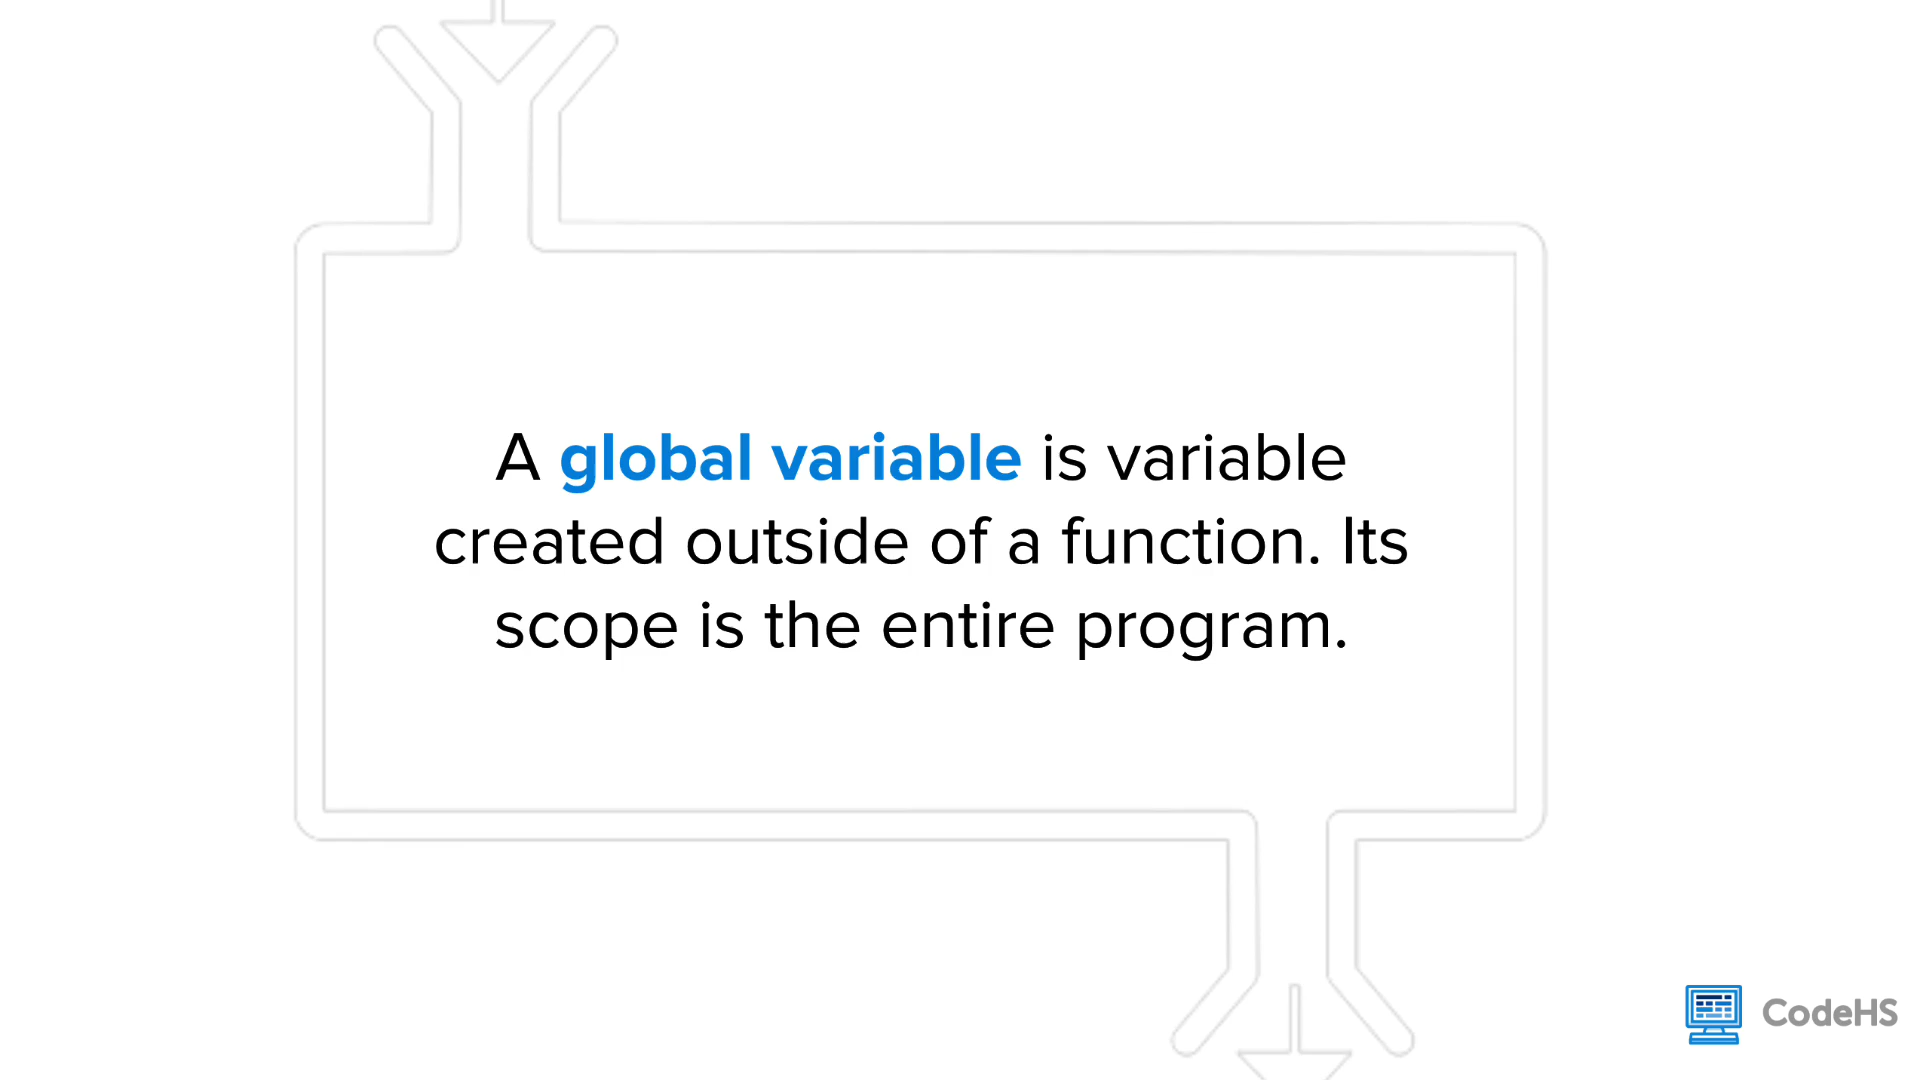 A global variable is variable
created outside of a function. Its
scope is the entire program.
CodeHS